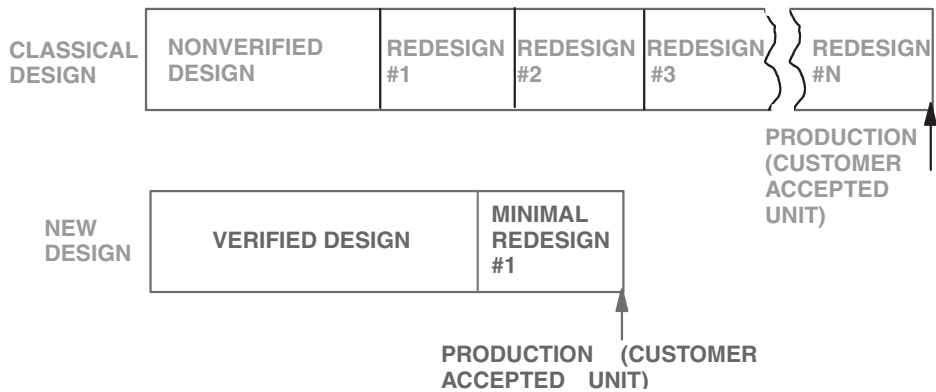 CLASSICAL
DESIGN
NONVERIFIED
DESIGN
REDESIGN
#1
REDESIGN
#2
REDESIGN
#3
REDESIGN
#N
PRODUCTION
(CUSTOMER
ACCEPTED
UNIT)
NEW
DESIGN
VERIFIED DESIGN
MINIMAL
REDESIGN
#1
PRODUCTION (CUSTOMER
ACCEPTED UNIT)